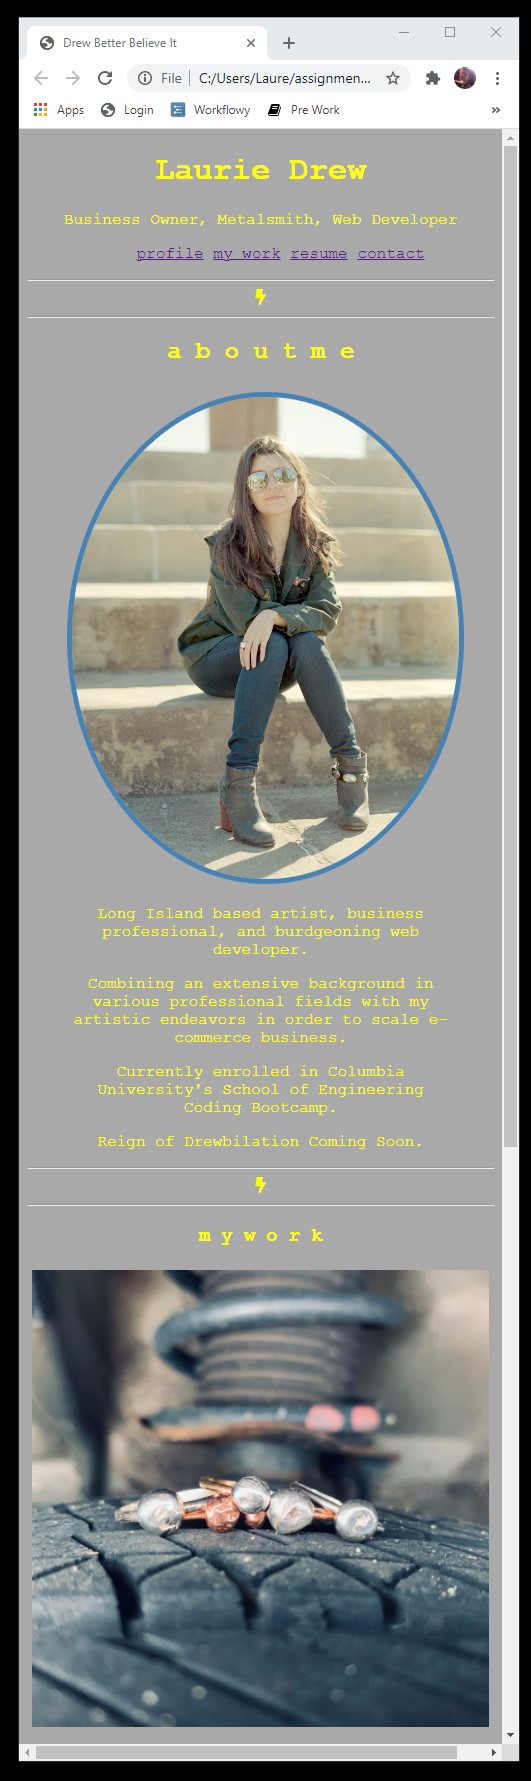 Drew Better Believe It
File C:/Users/Laure/assignmen...
Apps Login Workflowy Pre Work »
Laurie Drew
Business Owner, Metalsmith, Web Developer
profile my work resume contact
a b o u t m e
Long Island based artist, business
professional, and burdgeoning web
developer.
Combining an extensive background in
various professional fields with my
artistic endeavors in order to scale e-
commerce business.
Currently enrolled in Columbia
University's School of Engineering
Coding Bootcamp.
Reign of Drewbilation Coming Soon.
m y w o r k